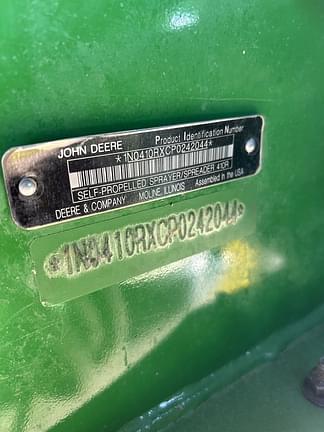 JOHN DEERE Product Identification Number
*1N0410RXCP0242044*
SELF-PROPELLED SPRAYER/SPREADER 410R
DEERE & COMPANY MOLINE, ILLINOIS Assembled in the USA
*1N0410RXCP0242044*